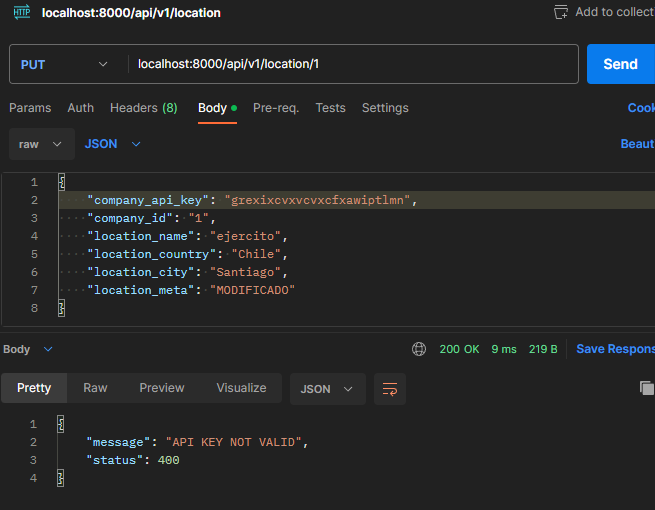 HTTP localhost:8000/api/v1/location Add to collect
PUT localhost:8000/api/v1/location/1 Send
Params Auth Headers (8) Body Pre-req. Tests Settings Cook
raw JSON Beaut
1 {
2 "company_api_key": "grexixcvxvcvxcfxawiptlmn",
3 "company_id": "1",
4 "location_name": "ejercito",
5 "location_country": "Chile",
6 "location_city": "Santiago",
7 "location_meta": "MODIFICADO"
8 }
Body 200 OK 9 ms 219 B Save Respons
Pretty Raw Preview Visualize JSON
1 {
2 "message": "API KEY NOT VALID",
3 "status": 400
4 }